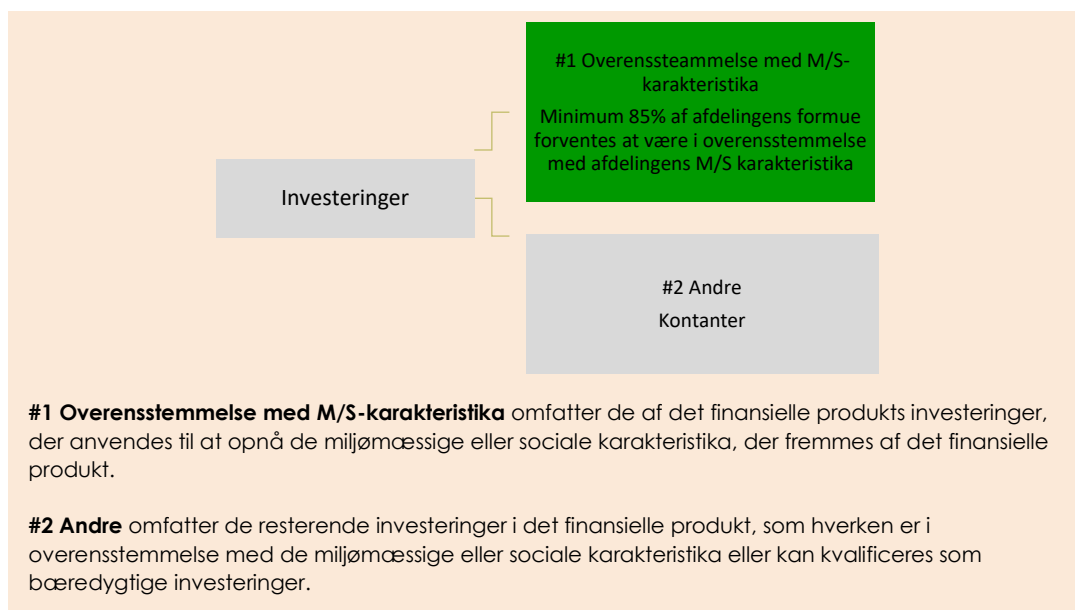 #1 Overenssteammelse med M/S-
karakteristika
Minimum 85% af afdelingens formue
forventes at være i overensstemmelse
med afdelingens M/S karakteristika
Investeringer
#2 Andre
Kontanter
#1 Overensstemmelse med M/S-karakteristika omfatter de af det finansielle produkts investeringer,
der anvendes til at opnå de miljømæssige eller sociale karakteristika, der fremmes af det finansielle
produkt.
#2 Andre omfatter de resterende investeringer i det finansielle produkt, som hverken er i
overensstemmelse med de miljømæssige eller sociale karakteristika eller kan kvalificeres som
bæredygtige investeringer.